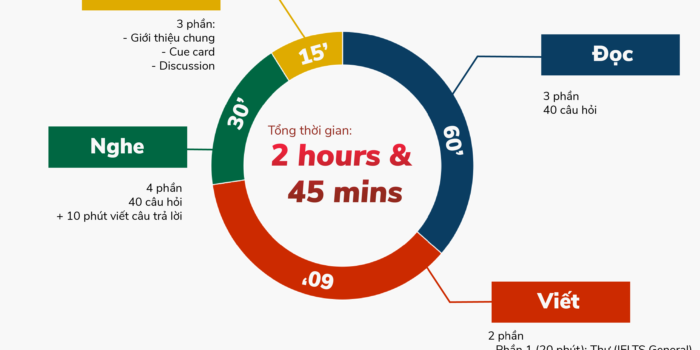 3 phần:
- Giới thiệu chung
- Cue card
- Discussion
15'
Đọc
3 phần
40 câu hỏi
30'
60'
Nghe
4 phần
40 câu hỏi
+ 10 phút viết câu trả lời
Tổng thời gian:
2 hours &
45 mins
60'
Viết
2 phần
- Phần 1 (20 phút): Thư (IELTS General)